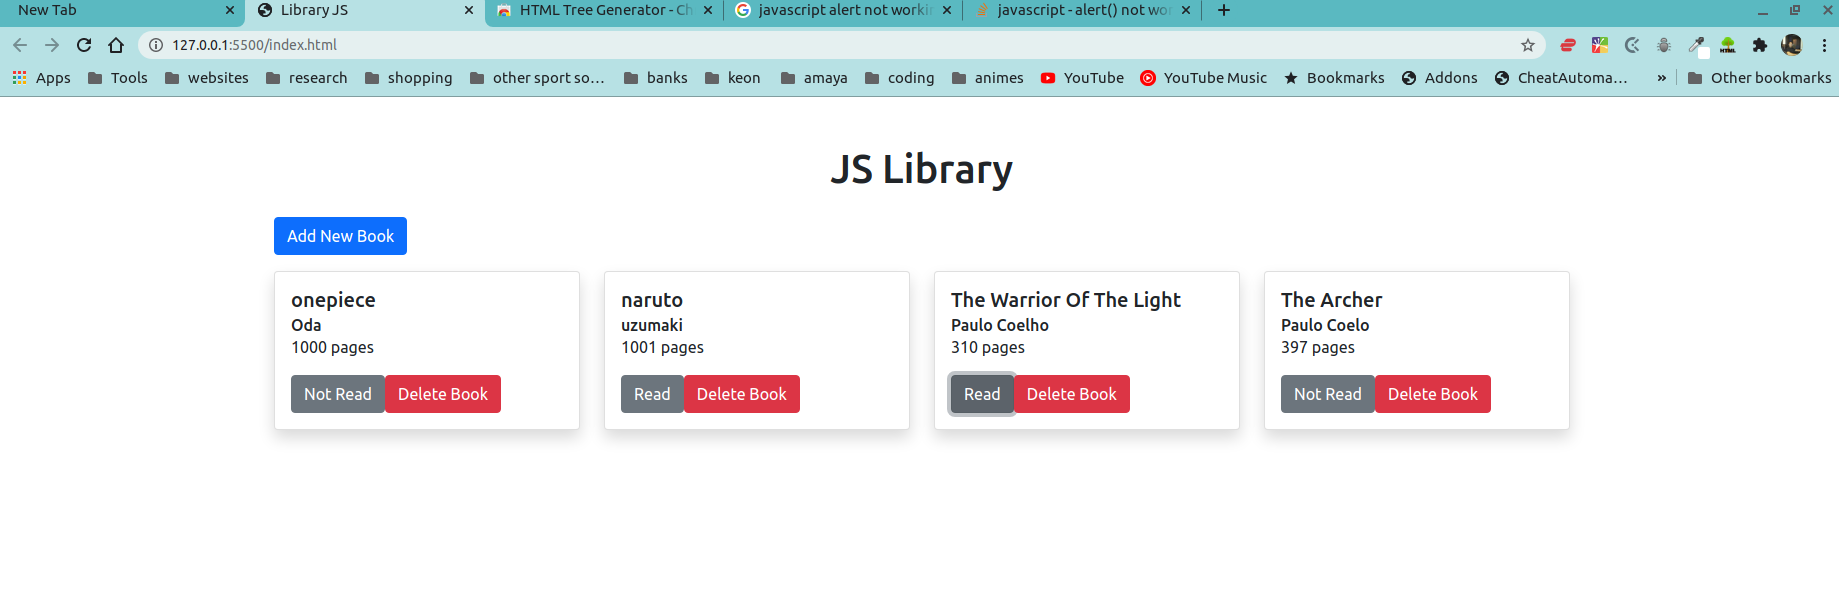 New Tab Library JS HTML Tree Generator - Ch javascript alert not workin javascript - alert() not wor
127.0.0.1:5500/index.html
Apps Tools websites research shopping other sport so... banks keon amaya coding animes YouTube YouTube Music Bookmarks Addons CheatAutoma... » Other bookmarks
JS Library
Add New Book
onepiece
Oda
1000 pages
Not Read Delete Book
naruto
uzumaki
1001 pages
Read Delete Book
The Warrior Of The Light
Paulo Coelho
310 pages
Read Delete Book
The Archer
Paulo Coelo
397 pages
Not Read Delete Book